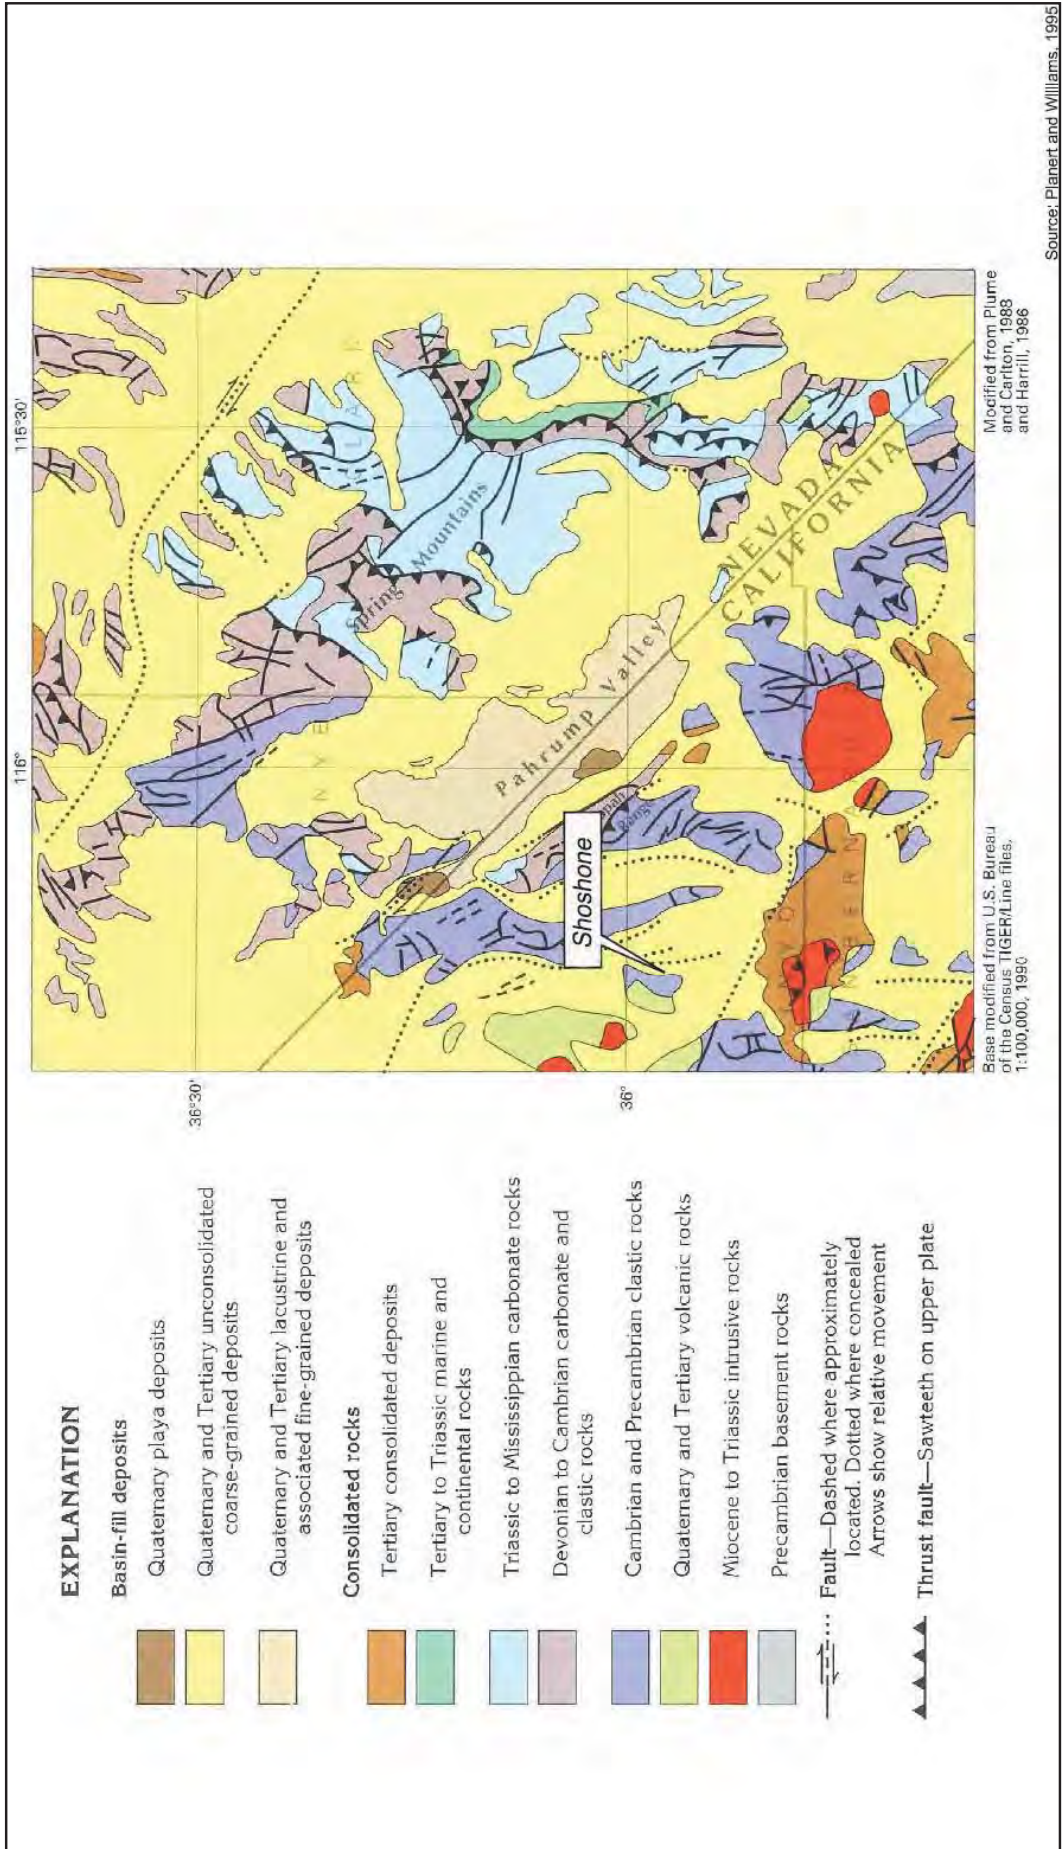 EXPLANATION
Basin-fill deposits
Quaternary playa deposits
Quaternary and Tertiary unconsolidated
coarse-grained deposits
Quaternary and Tertiary lacustrine and
associated fine-grained deposits
Consolidated rocks
Tertiary consolidated deposits
Tertiary to Triassic marine and
continental rocks
Triassic to Mississippian carbonate rocks
Devonian to Cambrian carbonate and
clastic rocks
Cambrian and Precambrian clastic rocks
Quaternary and Tertiary volcanic rocks
Miocene to Triassic intrusive rocks
Precambrian basement rocks
Fault—Dashed where approximately
located. Dotted where concealed
Arrows show relative movement
Thrust fault—Sawteeth on upper plate
116°
115°30'
36°30'
36°
NYE
CLARK
Spring Mountains
Pahrump Valley
Range
Shoshone
NEVADA
CALIFORNIA
Base modified from U.S. Bureau
of the Census TIGER/Line files.
1:100,000, 1990
Modified from Plume
and Carlton, 1988
and Harrill, 1986
Source: Planert and Williams, 1995